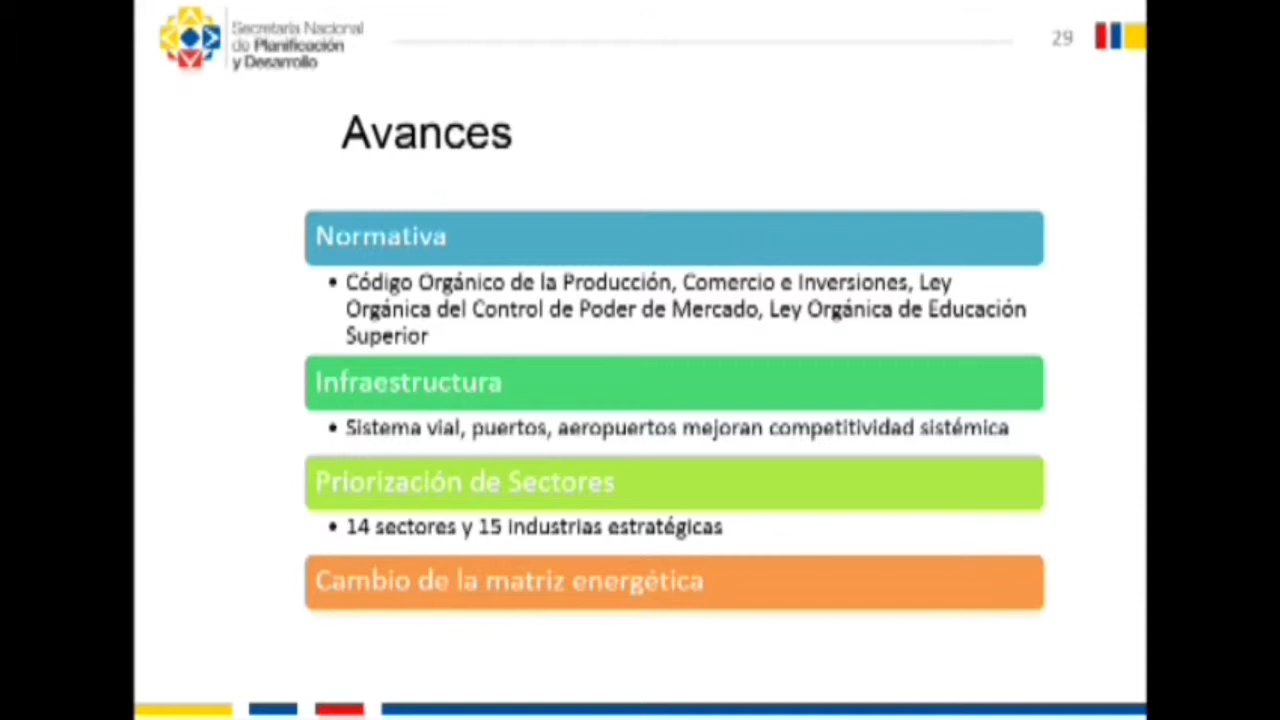 Secretaría Nacional
de Planificación
y Desarrollo
29
Avances
Normativa
• Código Orgánico de la Producción, Comercio e Inversiones, Ley
Orgánica del Control de Poder de Mercado, Ley Orgánica de Educación
Superior
Infraestructura
• Sistema vial, puertos, aeropuertos mejoran competitividad sistémica
Priorización de Sectores
• 14 sectores y 15 industrias estratégicas
Cambio de la matriz energética